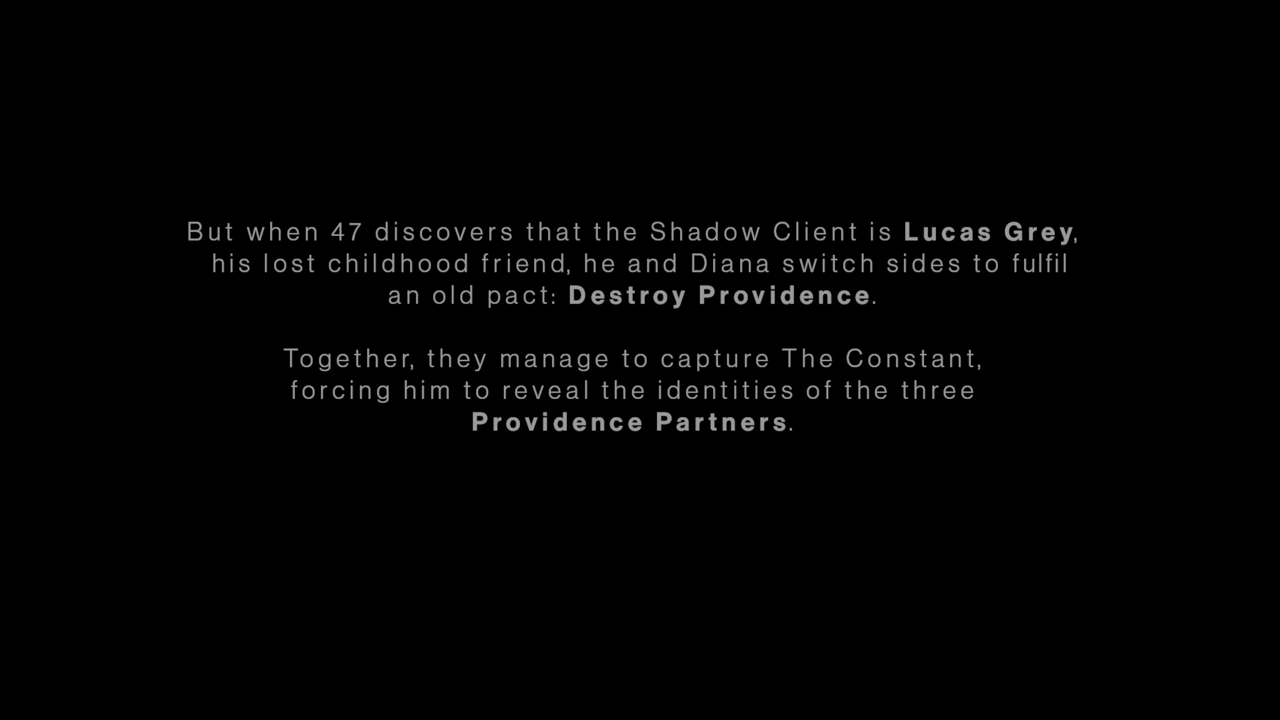 But when 47 discovers that the Shadow Client is Lucas Grey,
his lost childhood friend, he and Diana switch sides to fulfil
an old pact: Destroy Providence.
Together, they manage to capture The Constant,
forcing him to reveal the identities of the three
Providence Partners.